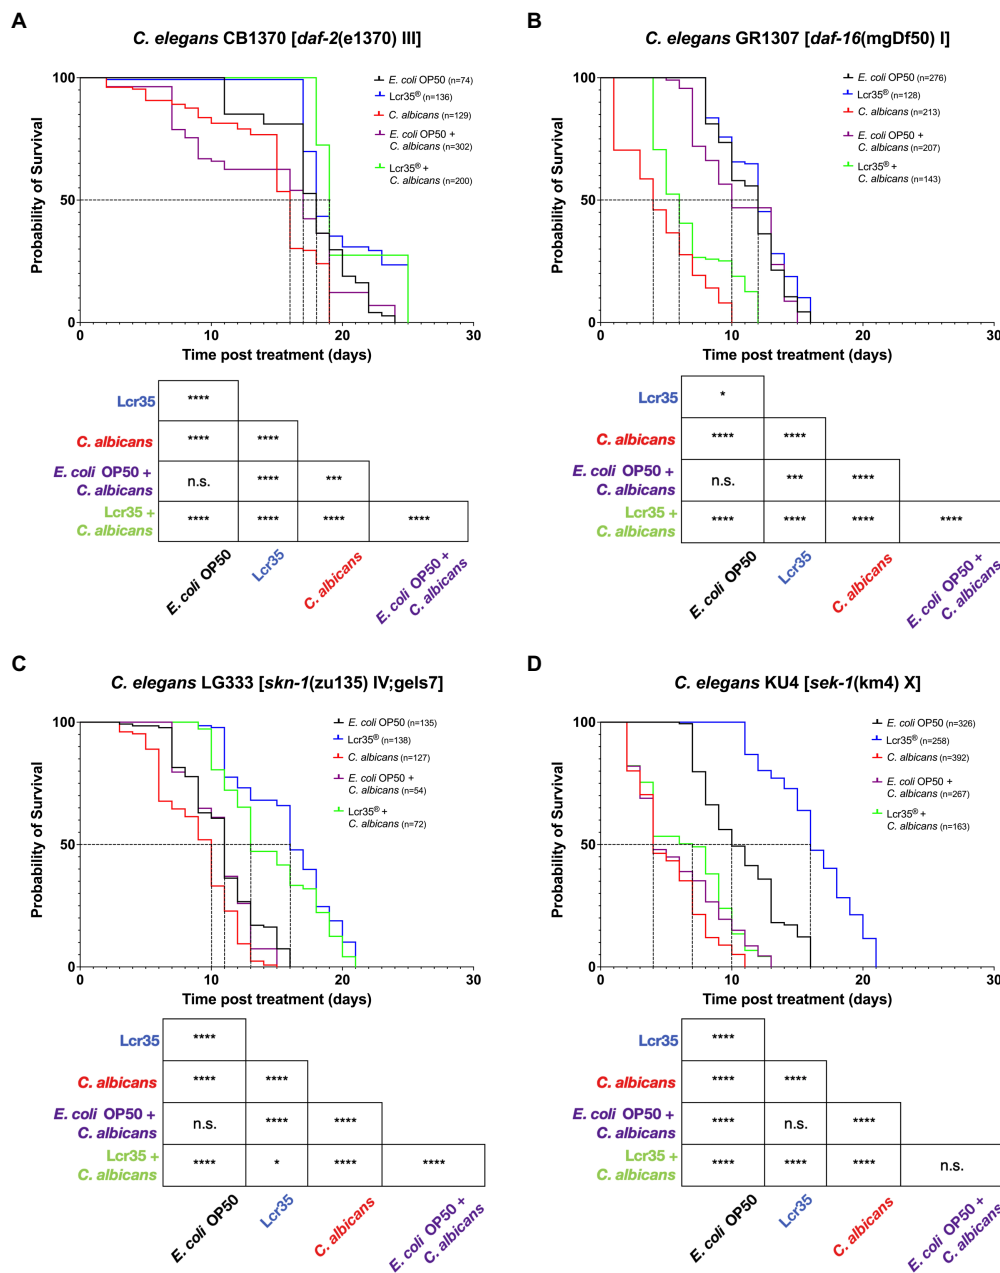 A
C. elegans CB1370 [daf-2(e1370) III]
Probability of Survival
100
50
0
0
10
20
30
Time post treatment (days)
E. coli OP50 (n=74)
Lcr35® (n=136)
C. albicans (n=129)
E. coli OP50 +
C. albicans (n=302)
Lcr35® +
C. albicans (n=200)
Lcr35
****
C. albicans
**** ****
E. coli OP50 +
C. albicans
n.s. **** ***
Lcr35 +
C. albicans
**** **** **** ****
E. coli OP50
Lcr35
C. albicans
E. coli OP50 +
C. albicans
B
C. elegans GR1307 [daf-16(mgDf50) I]
Probability of Survival
100
50
0
0
10
20
30
Time post treatment (days)
E. coli OP50 (n=276)
Lcr35® (n=128)
C. albicans (n=213)
E. coli OP50 +
C. albicans (n=207)
Lcr35® +
C. albicans (n=143)
Lcr35
*
C. albicans
**** ****
E. coli OP50 +
C. albicans
n.s. *** ****
Lcr35 +
C. albicans
**** **** **** ****
E. coli OP50
Lcr35
C. albicans
E. coli OP50 +
C. albicans
C
C. elegans LG333 [skn-1(zu135) IV;geIs7]
Probability of Survival
100
50
0
0
10
20
30
Time post treatment (days)
E. coli OP50 (n=135)
Lcr35® (n=138)
C. albicans (n=127)
E. coli OP50 +
C. albicans (n=54)
Lcr35® +
C. albicans (n=72)
Lcr35
****
C. albicans
**** ****
E. coli OP50 +
C. albicans
n.s. **** ****
Lcr35 +
C. albicans
**** * **** ****
E. coli OP50
Lcr35
C. albicans
E. coli OP50 +
C. albicans
D
C. elegans KU4 [sek-1(km4) X]
Probability of Survival
100
50
0
0
10
20
30
Time post treatment (days)
E. coli OP50 (n=326)
Lcr35® (n=258)
C. albicans (n=392)
E. coli OP50 +
C. albicans (n=267)
Lcr35® +
C. albicans (n=163)
Lcr35
****
C. albicans
**** ****
E. coli OP50 +
C. albicans
**** n.s. ****
Lcr35 +
C. albicans
**** **** **** n.s.
E. coli OP50
Lcr35
C. albicans
E. coli OP50 +
C. albicans